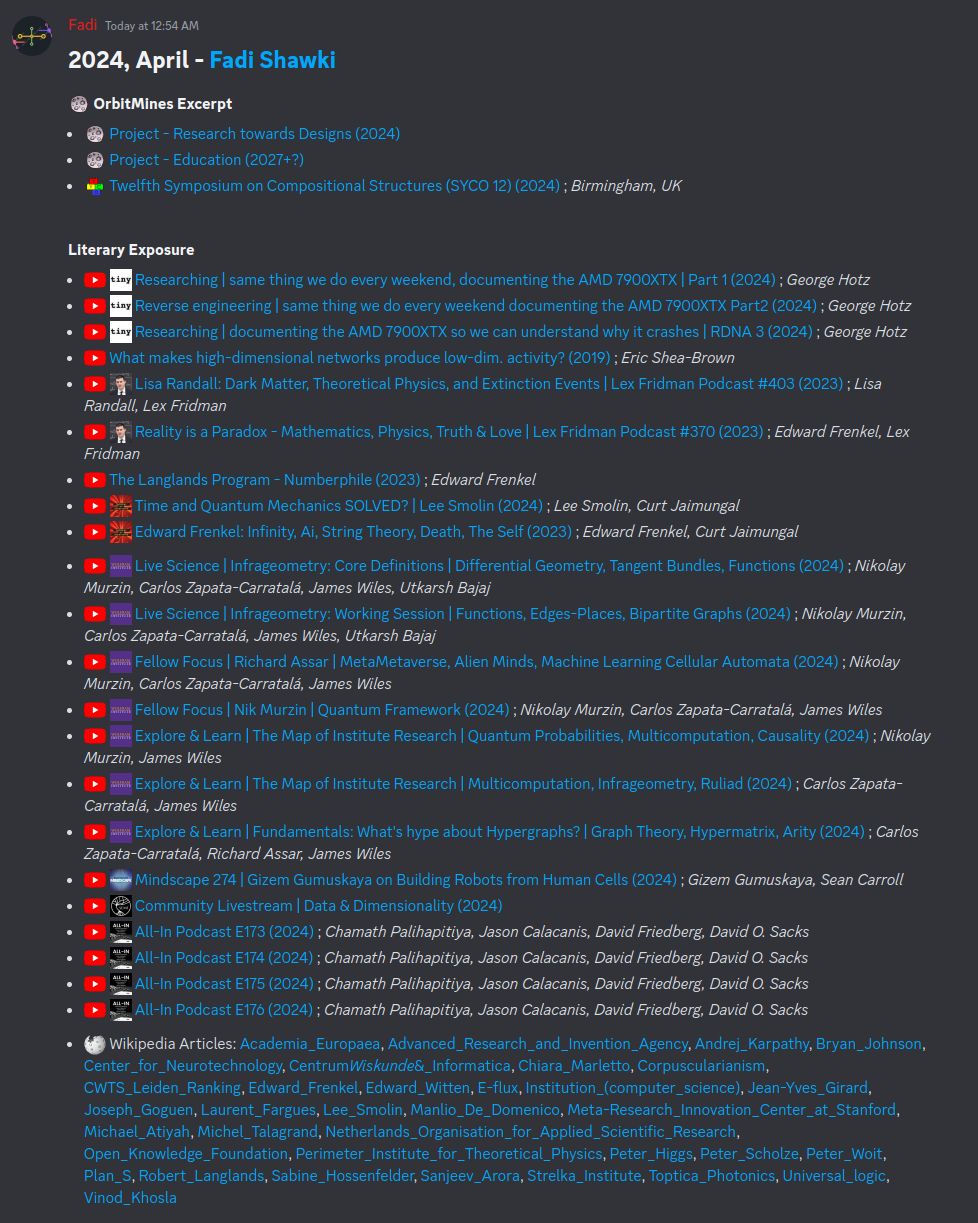 Fadi Today at 12:54 AM
2024, April - Fadi Shawki
OrbitMines Excerpt
Project - Research towards Designs (2024)
Project - Education (2027+?)
Twelfth Symposium on Compositional Structures (SYCO 12) (2024) ; Birmingham, UK
Literary Exposure
tiny Researching | same thing we do every weekend, documenting the AMD 7900XTX | Part 1 (2024) ; George Hotz
tiny Reverse engineering | same thing we do every weekend documenting the AMD 7900XTX Part2 (2024) ; George Hotz
tiny Researching | documenting the AMD 7900XTX so we can understand why it crashes | RDNA 3 (2024) ; George Hotz
What makes high-dimensional networks produce low-dim. activity? (2019) ; Eric Shea-Brown
Lisa Randall: Dark Matter, Theoretical Physics, and Extinction Events | Lex Fridman Podcast #403 (2023) ; Lisa
Randall, Lex Fridman
Reality is a Paradox - Mathematics, Physics, Truth & Love | Lex Fridman Podcast #370 (2023) ; Edward Frenkel, Lex
Fridman
The Langlands Program - Numberphile (2023) ; Edward Frenkel
Time and Quantum Mechanics SOLVED? | Lee Smolin (2024) ; Lee Smolin, Curt Jaimungal
Edward Frenkel: Infinity, Ai, String Theory, Death, The Self (2023) ; Edward Frenkel, Curt Jaimungal
Live Science | Infrageometry: Core Definitions | Differential Geometry, Tangent Bundles, Functions (2024) ; Nikolay
Murzin, Carlos Zapata-Carratalá, James Wiles, Utkarsh Bajaj
Live Science | Infrageometry: Working Session | Functions, Edges-Places, Bipartite Graphs (2024) ; Nikolay Murzin,
Carlos Zapata-Carratalá, James Wiles, Utkarsh Bajaj
Fellow Focus | Richard Assar | MetaMetaverse, Alien Minds, Machine Learning Cellular Automata (2024) ; Nikolay
Murzin, Carlos Zapata-Carratalá, James Wiles
Fellow Focus | Nik Murzin | Quantum Framework (2024) ; Nikolay Murzin, Carlos Zapata-Carratalá, James Wiles
Explore & Learn | The Map of Institute Research | Quantum Probabilities, Multicomputation, Causality (2024) ; Nikolay
Murzin, James Wiles
Explore & Learn | The Map of Institute Research | Multicomputation, Infrageometry, Ruliad (2024) ; Carlos Zapata-
Carratalá, James Wiles
Explore & Learn | Fundamentals: What's hype about Hypergraphs? | Graph Theory, Hypermatrix, Arity (2024) ; Carlos
Zapata-Carratalá, Richard Assar, James Wiles
Mindscape 274 | Gizem Gumuskaya on Building Robots from Human Cells (2024) ; Gizem Gumuskaya, Sean Carroll
Community Livestream | Data & Dimensionality (2024)
ALL-IN All-In Podcast E173 (2024) ; Chamath Palihapitiya, Jason Calacanis, David Friedberg, David O. Sacks
ALL-IN All-In Podcast E174 (2024) ; Chamath Palihapitiya, Jason Calacanis, David Friedberg, David O. Sacks
ALL-IN All-In Podcast E175 (2024) ; Chamath Palihapitiya, Jason Calacanis, David Friedberg, David O. Sacks
ALL-IN All-In Podcast E176 (2024) ; Chamath Palihapitiya, Jason Calacanis, David Friedberg, David O. Sacks
Wikipedia Articles: Academia_Europaea, Advanced_Research_and_Invention_Agency, Andrej_Karpathy, Bryan_Johnson,
Center_for_Neurotechnology, CentrumWiskunde&_Informatica, Chiara_Marletto, Corpuscularianism,
CWTS_Leiden_Ranking, Edward_Frenkel, Edward_Witten, E-flux, Institution_(computer_science), Jean-Yves_Girard,
Joseph_Goguen, Laurent_Fargues, Lee_Smolin, Manlio_De_Domenico, Meta-Research_Innovation_Center_at_Stanford,
Michael_Atiyah, Michel_Talagrand, Netherlands_Organisation_for_Applied_Scientific_Research,
Open_Knowledge_Foundation, Perimeter_Institute_for_Theoretical_Physics, Peter_Higgs, Peter_Scholze, Peter_Woit,
Plan_S, Robert_Langlands, Sabine_Hossenfelder, Sanjeev_Arora, Strelka_Institute, Toptica_Photonics, Universal_logic,
Vinod_Khosla